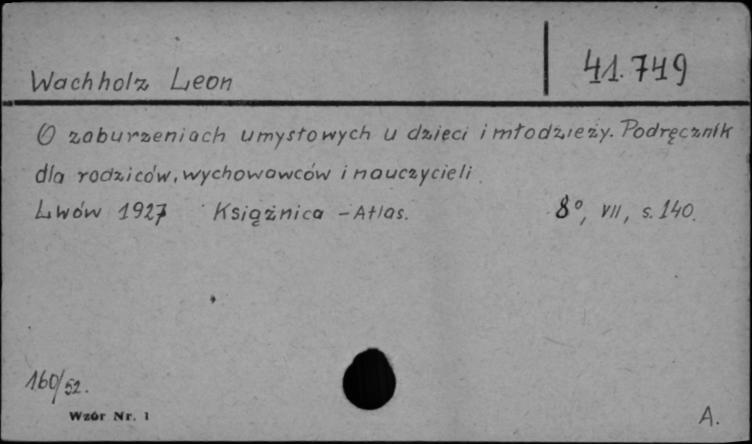 41.749
Wachholz Leon
O zaburzeniach umysłowych u dzieci i młodzieży. Podręcznik
dla rodziców, wychowawców i nauczycieli.
Lwów 1927 Książnica - Atlas. 8°, VII, s. 140.
160/52.
Wzór Nr. 1
A.